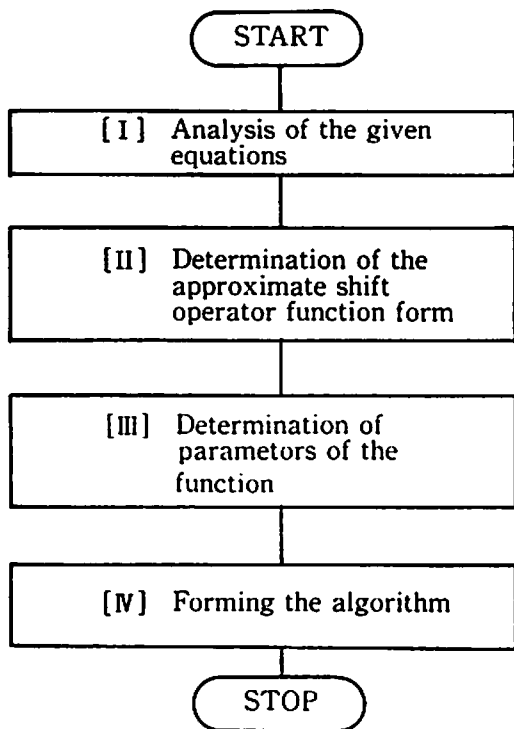 START
[I] Analysis of the given
equations
[II] Determination of the
approximate shift
operator function form
[III] Determination of
parametors of the
function
[IV] Forming the algorithm
STOP